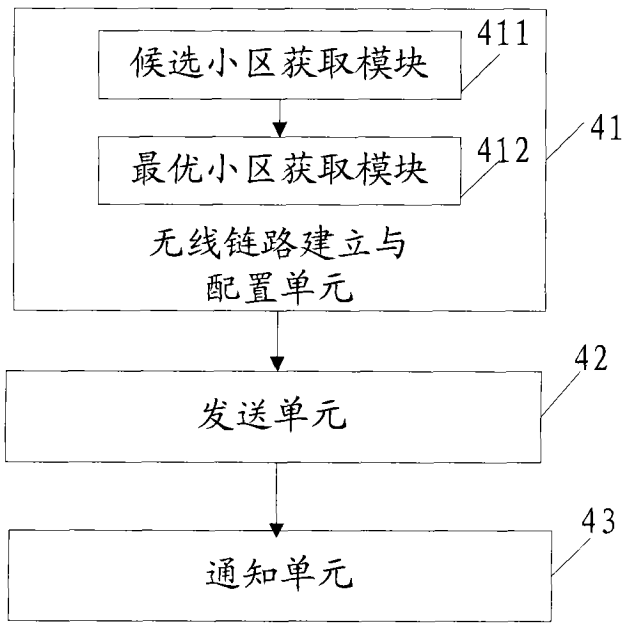 候选小区获取模块
411
最优小区获取模块
412
41
无线链路建立与
配置单元
42
发送单元
43
通知单元